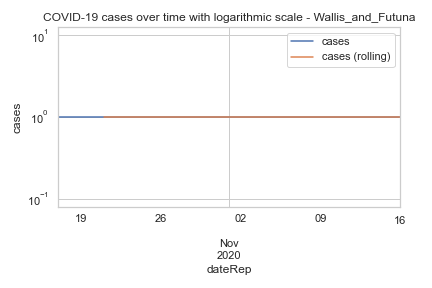 COVID-19 cases over time with logarithmic scale - Wallis_and_Futuna
cases
cases (rolling)
10¹
10⁰
10⁻¹
cases
19 26 02 09 16
Nov
2020
dateRep